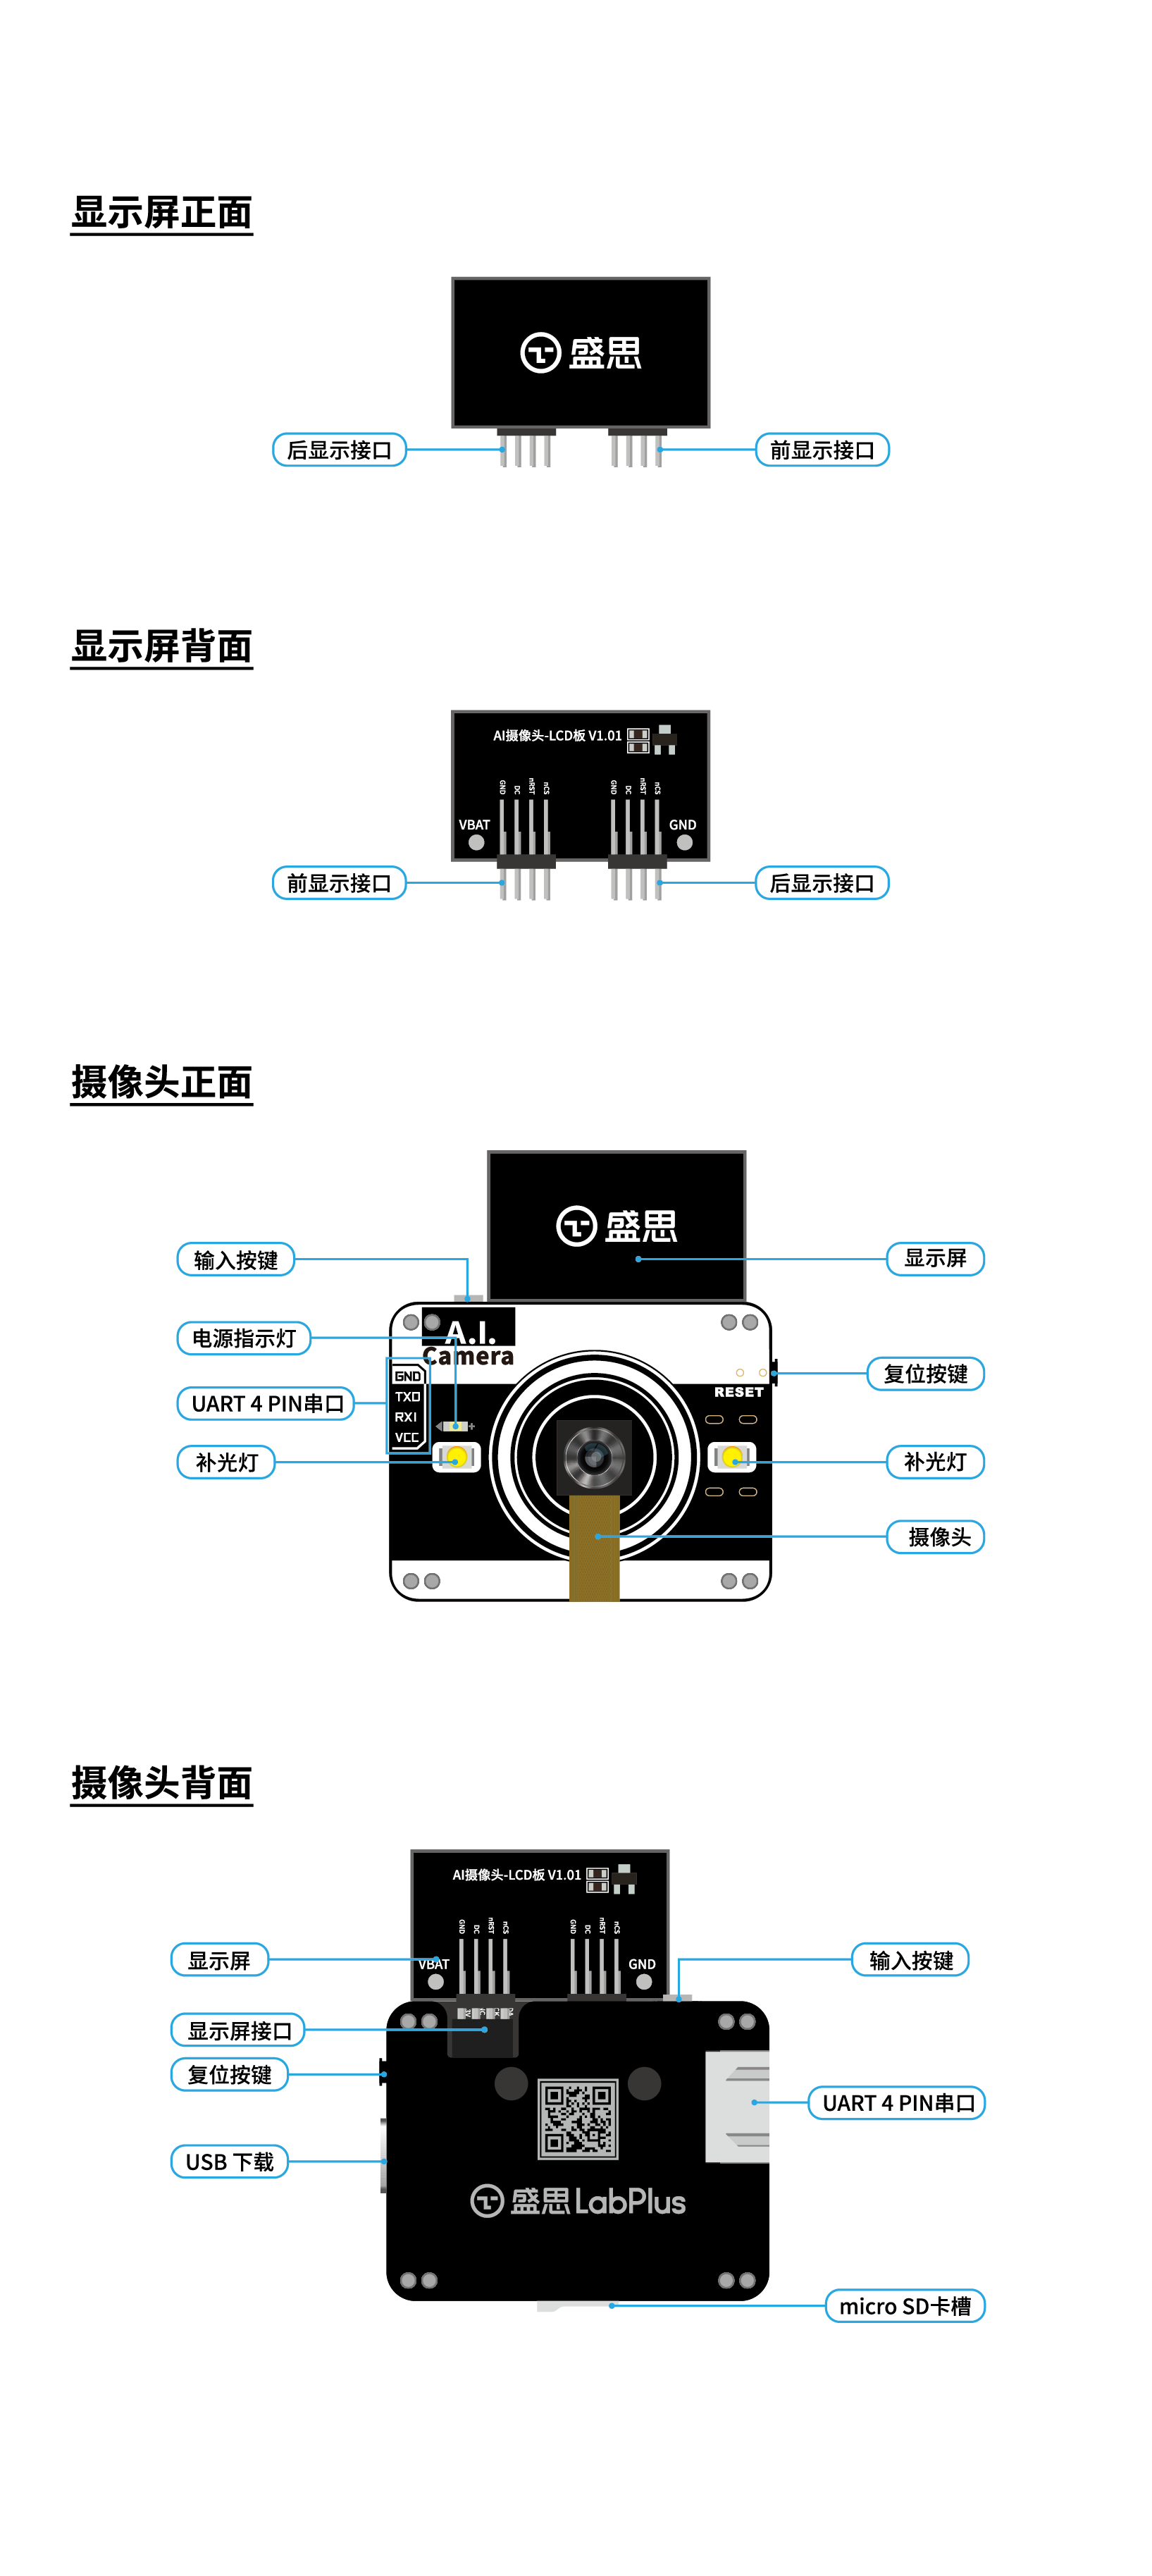 显示屏正面
盛思
后显示接口
前显示接口
显示屏背面
AI摄像头-LCD板 V1.01
GND DC nRST nCS
GND DC nRST nCS
VBAT
GND
前显示接口
后显示接口
摄像头正面
盛思
输入按键
显示屏
A.I.
Camera
电源指示灯
复位按键
GND
TXO
RXI
VCC
RESET
UART 4 PIN串口
补光灯
补光灯
摄像头
摄像头背面
AI摄像头-LCD板 V1.01
GND DC nRST nCS
GND DC nRST nCS
显示屏
VBAT
GND
输入按键
显示屏接口
复位按键
UART 4 PIN串口
USB 下载
盛思 LabPlus
micro SD卡槽